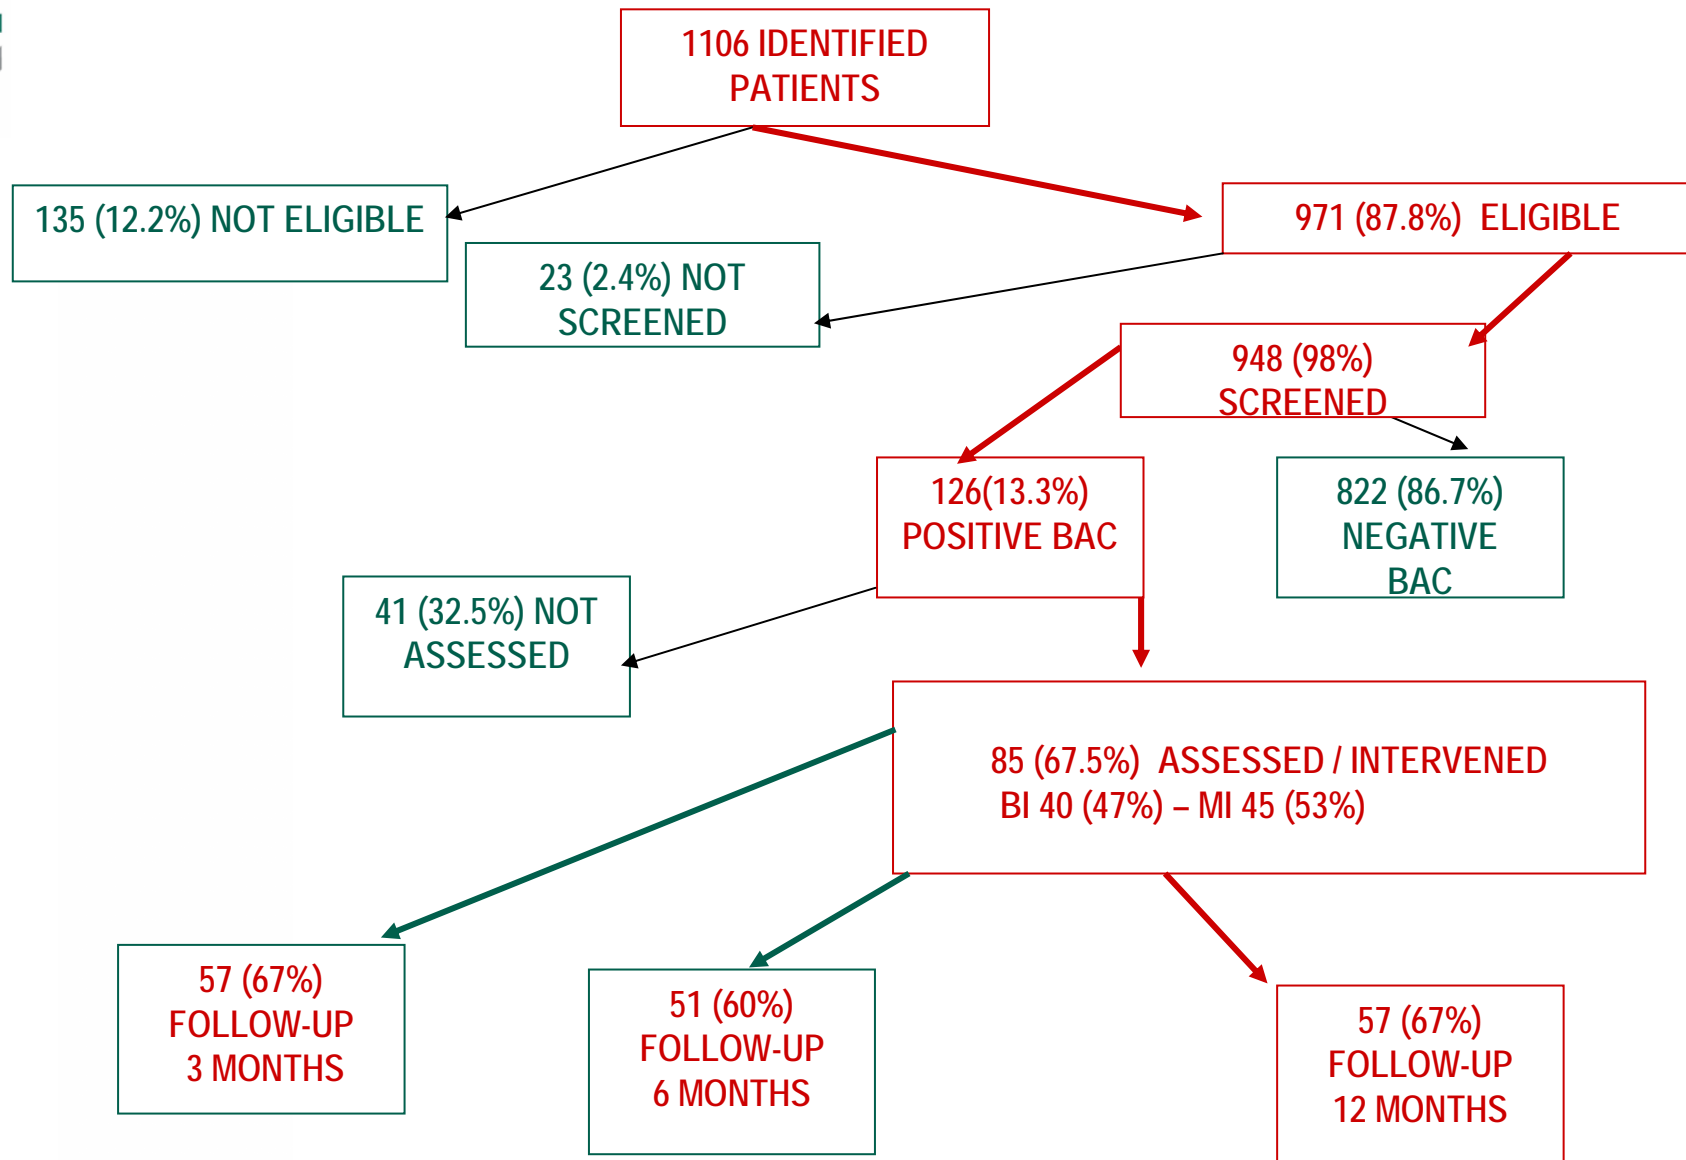 1106 IDENTIFIED
PATIENTS
135 (12.2%) NOT ELIGIBLE
971 (87.8%) ELIGIBLE
23 (2.4%) NOT
SCREENED
948 (98%)
SCREENED
126(13.3%)
POSITIVE BAC
822 (86.7%)
NEGATIVE
BAC
41 (32.5%) NOT
ASSESSED
85 (67.5%) ASSESSED / INTERVENED
BI 40 (47%) – MI 45 (53%)
57 (67%)
FOLLOW-UP
3 MONTHS
51 (60%)
FOLLOW-UP
6 MONTHS
57 (67%)
FOLLOW-UP
12 MONTHS